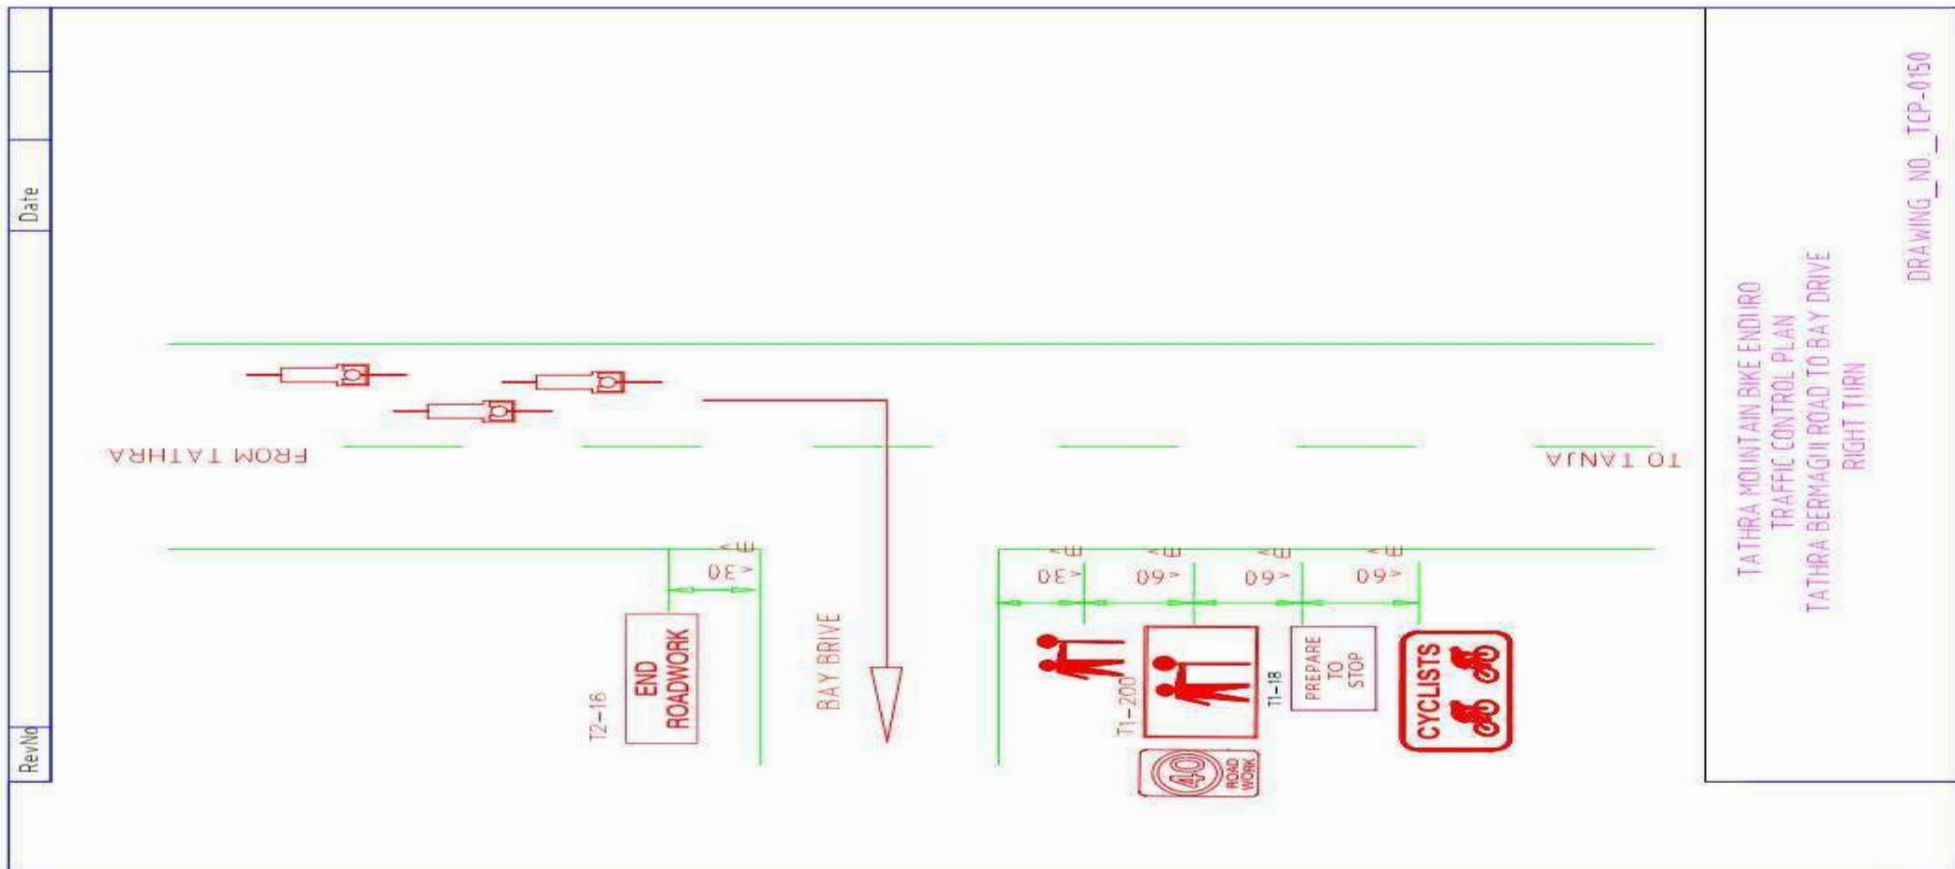 RevNo
Date
FROM TATHRA
TO TANJA
< 30 m >
< 30 m >
< 60 m >
< 60 m >
< 60 m >
T2-16
END
ROADWORK
BAY BRIVE
T1-200
40
ROAD
WORK
T1-18
PREPARE
TO
STOP
CYCLISTS
TATHRA MOUNTAIN BIKE ENDURO
TRAFFIC CONTROL PLAN
TATHRA BERMAGUI ROAD TO BAY DRIVE
RIGHT TURN
DRAWING_NO._TCP-0150